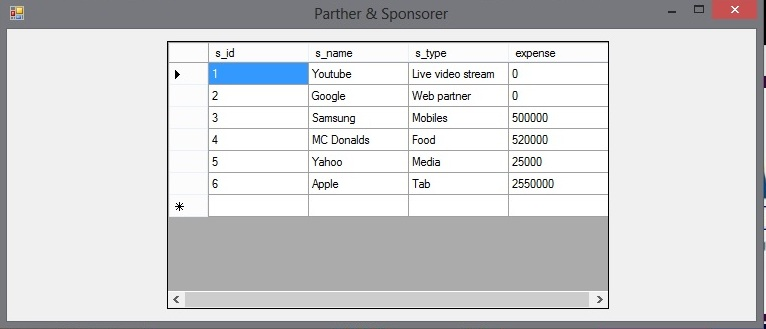 Parther & Sponsorer
s_id s_name s_type expense
1 Youtube Live video stream 0
2 Google Web partner 0
3 Samsung Mobiles 500000
4 MC Donalds Food 520000
5 Yahoo Media 25000
6 Apple Tab 2550000